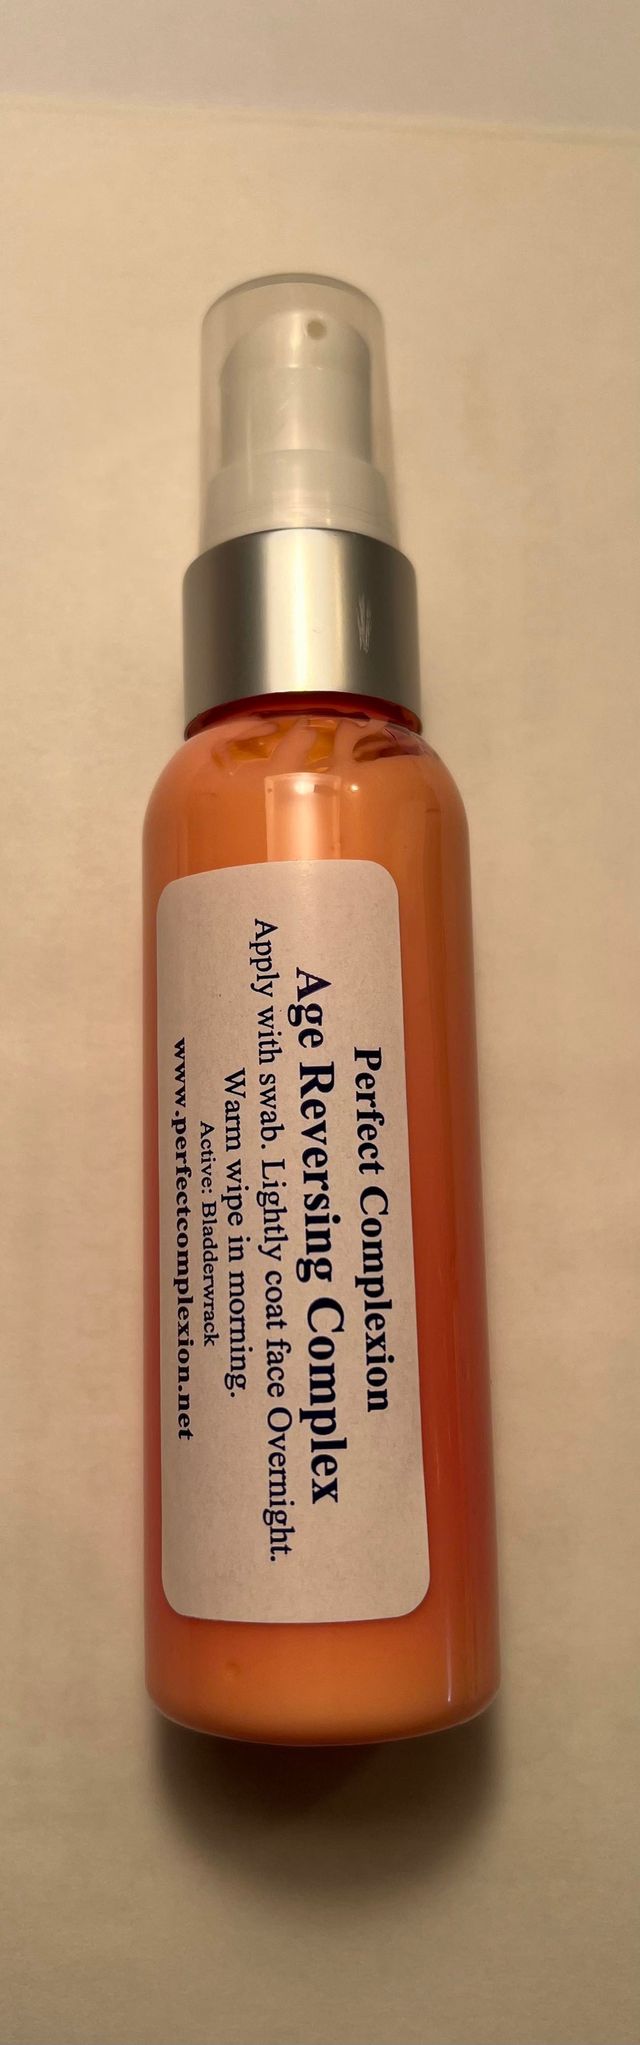 Perfect Complexion
Age Reversing Complex
Apply with swab. Lightly coat face Overnight.
Warm wipe in morning.
Active: Bladderwrack
www.perfectcomplexion.net